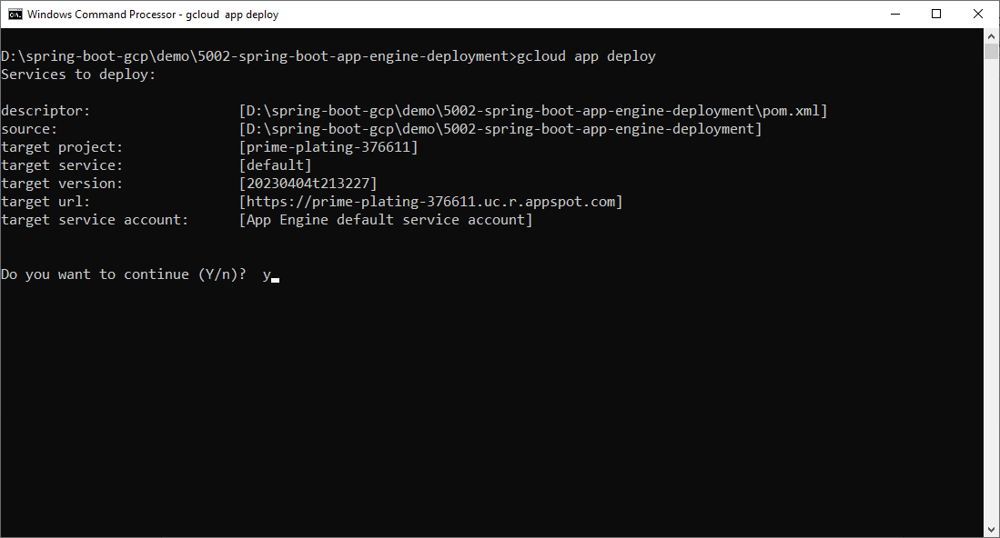 Windows Command Processor - gcloud  app deploy
D:\spring-boot-gcp\demo\5002-spring-boot-app-engine-deployment>gcloud app deploy
Services to deploy:
descriptor:                  [D:\spring-boot-gcp\demo\5002-spring-boot-app-engine-deployment\pom.xml]
source:                      [D:\spring-boot-gcp\demo\5002-spring-boot-app-engine-deployment]
target project:              [prime-plating-376611]
target service:              [default]
target version:              [20230404t213227]
target url:                  [https://prime-plating-376611.uc.r.appspot.com]
target service account:      [App Engine default service account]
Do you want to continue (Y/n)?  y